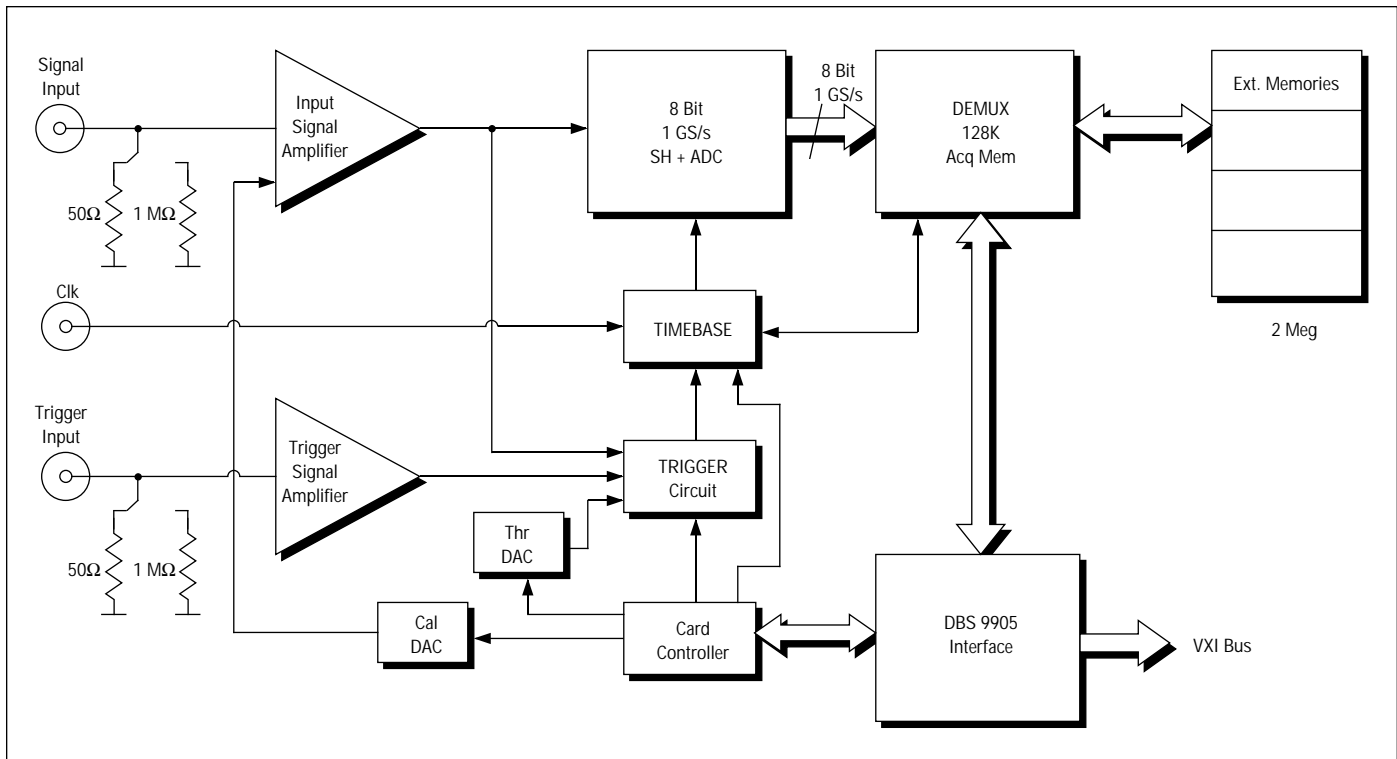 Signal
Input
Input
Signal
Amplifier
50Ω
1 MΩ
8 Bit
1 GS/s
SH + ADC
8 Bit
1 GS/s
DEMUX
128K
Acq Mem
Ext. Memories
2 Meg
Clk
TIMEBASE
Trigger
Input
Trigger
Signal
Amplifier
50Ω
1 MΩ
TRIGGER
Circuit
Thr
DAC
Cal
DAC
Card
Controller
DBS 9905
Interface
VXI Bus